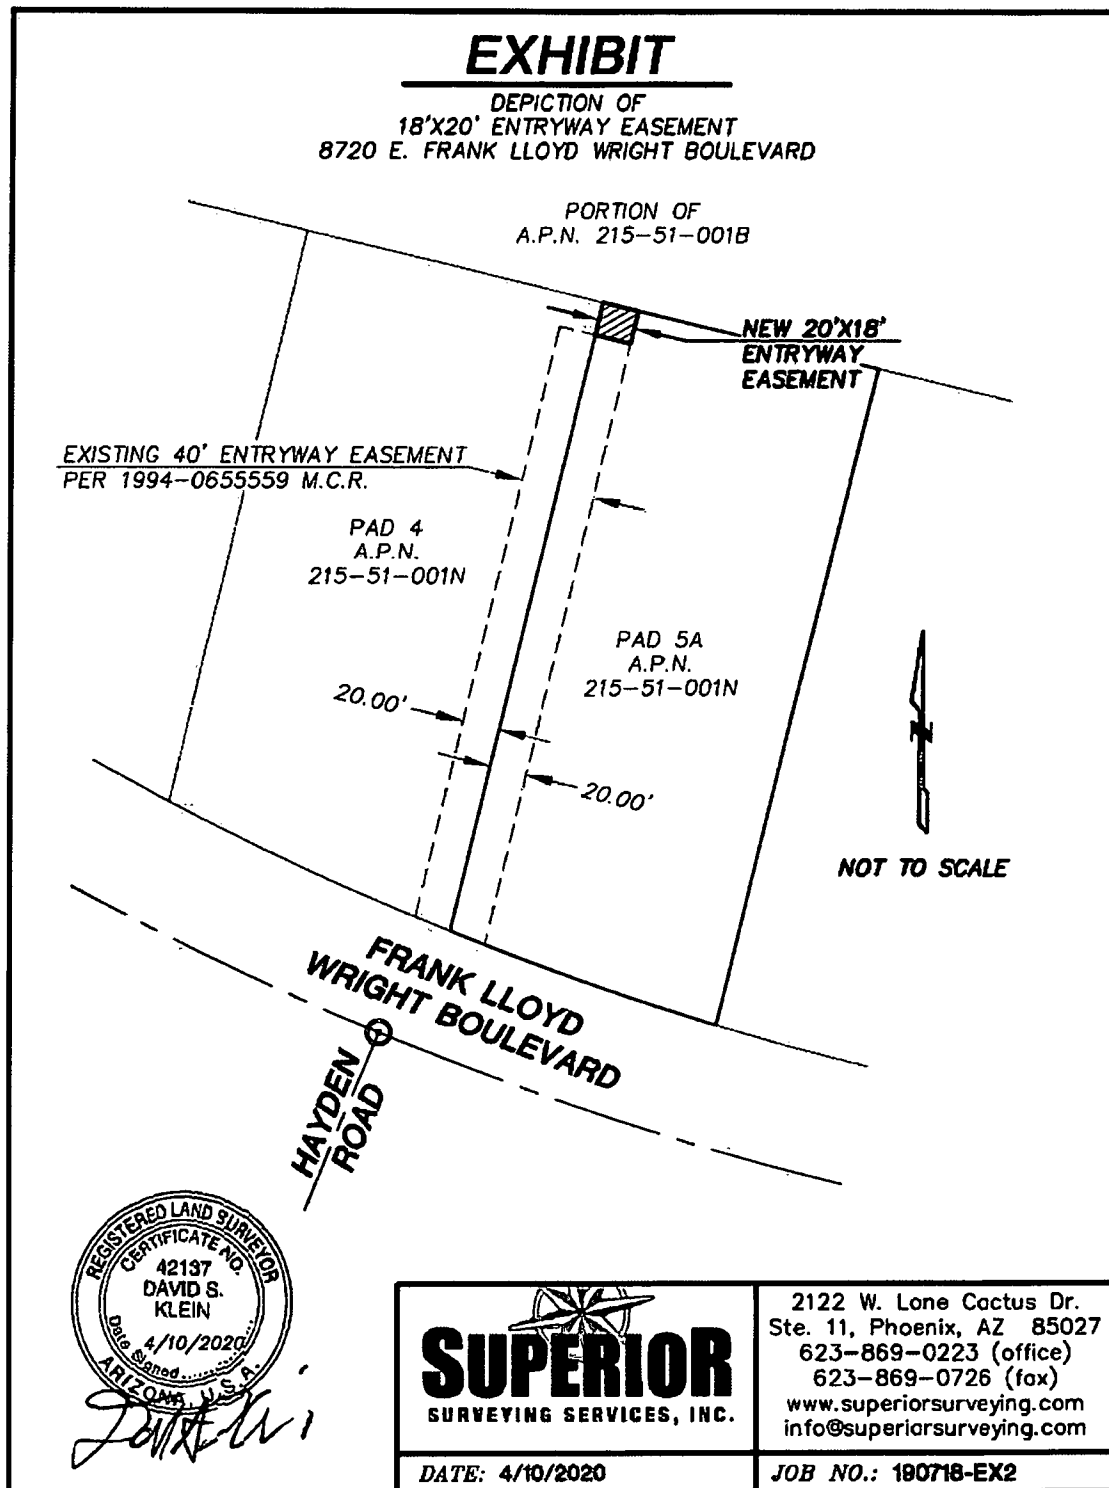 EXHIBIT
DEPICTION OF
18'X20' ENTRYWAY EASEMENT
8720 E. FRANK LLOYD WRIGHT BOULEVARD
PORTION OF
A.P.N. 215-51-001B
NEW 20'X18'
ENTRYWAY
EASEMENT
EXISTING 40' ENTRYWAY EASEMENT
PER 1994-0655559 M.C.R.
PAD 4
A.P.N.
215-51-001N
PAD 5A
A.P.N.
215-51-001N
20.00'
20.00'
N
NOT TO SCALE
FRANK LLOYD
WRIGHT BOULEVARD
HAYDEN
ROAD
REGISTERED LAND SURVEYOR
CERTIFICATE NO.
42137
DAVID S.
KLEIN
4/10/2020
Date Signed
ARIZONA, U.S.A.
SUPERIOR
SURVEYING SERVICES, INC.
2122 W. Lone Cactus Dr.
Ste. 11, Phoenix, AZ 85027
623-869-0223 (office)
623-869-0726 (fax)
www.superiorsurveying.com
info@superiorsurveying.com
DATE: 4/10/2020
JOB NO.: 190718-EX2